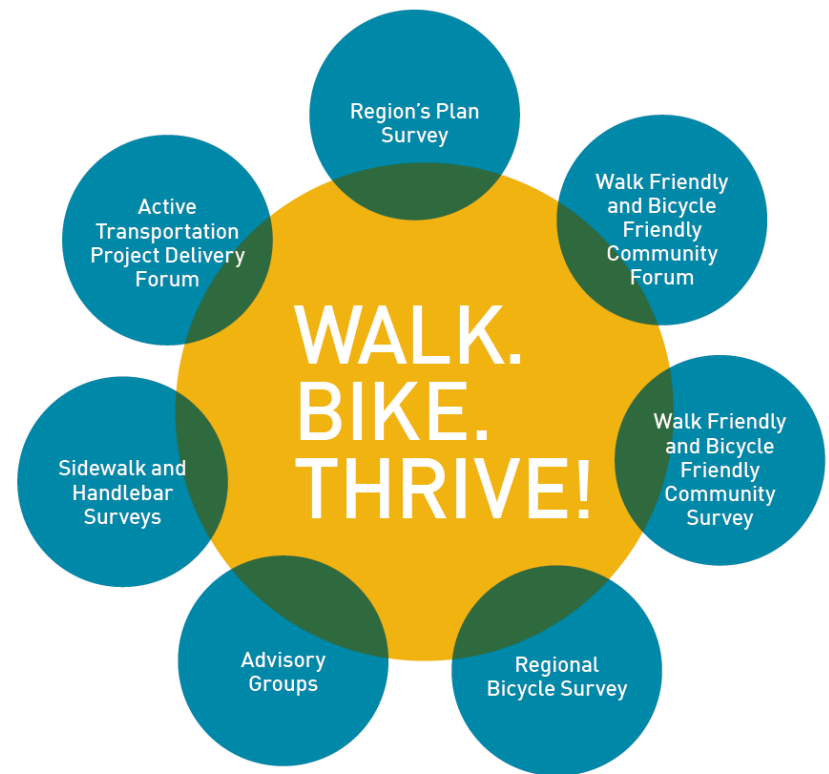 Region's Plan
Survey
Walk Friendly
and Bicycle
Friendly
Community
Forum
Active
Transportation
Project Delivery
Forum
WALK.
BIKE.
THRIVE!
Walk Friendly
and Bicycle
Friendly
Community
Survey
Sidewalk and
Handlebar
Surveys
Advisory
Groups
Regional
Bicycle Survey